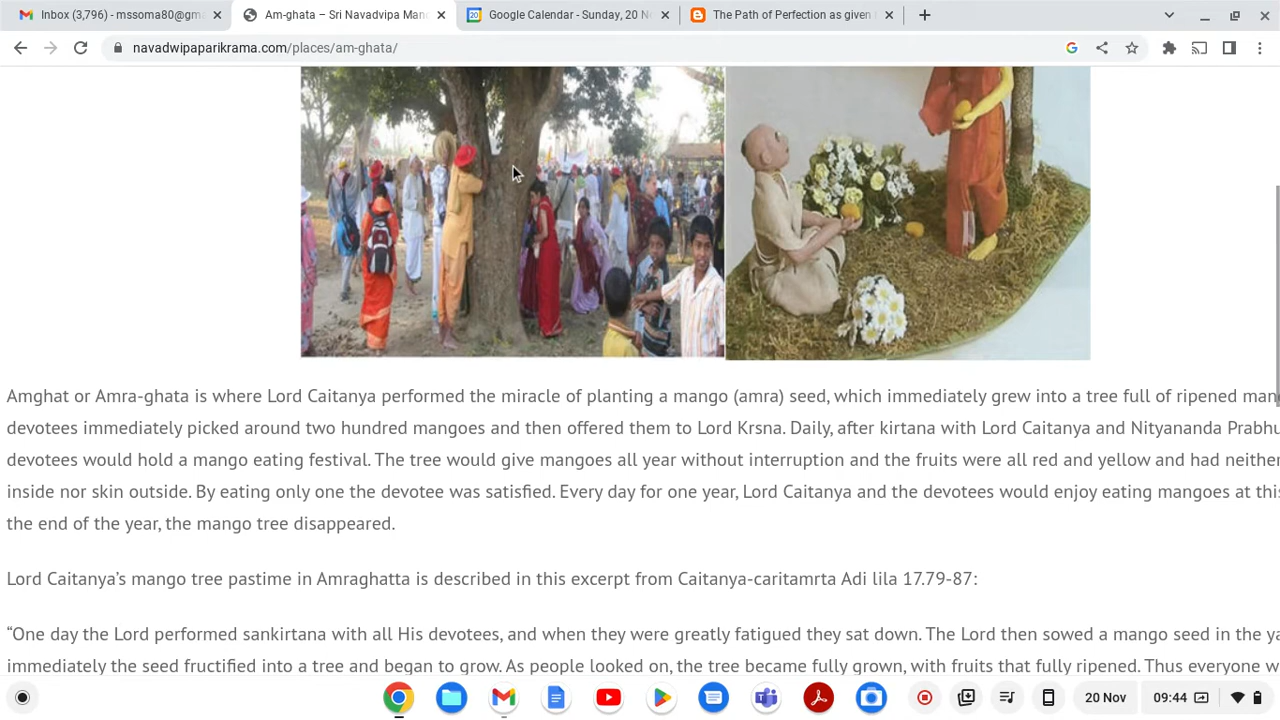 Inbox (3,796) - mssoma80@gm
Am-ghata – Sri Navadvipa Man
Google Calendar - Sunday, 20 N
The Path of Perfection as given
navadwipaparikrama.com/places/am-ghata/
Amghat or Amra-ghata is where Lord Caitanya performed the miracle of planting a mango (amra) seed, which immediately grew into a tree full of ripened man
devotees immediately picked around two hundred mangoes and then offered them to Lord Krsna. Daily, after kirtana with Lord Caitanya and Nityananda Prabhu
devotees would hold a mango eating festival. The tree would give mangoes all year without interruption and the fruits were all red and yellow and had neither
inside nor skin outside. By eating only one the devotee was satisfied. Every day for one year, Lord Caitanya and the devotees would enjoy eating mangoes at this
the end of the year, the mango tree disappeared.
Lord Caitanya’s mango tree pastime in Amraghatta is described in this excerpt from Caitanya-caritamrta Adi lila 17.79-87:
“One day the Lord performed sankirtana with all His devotees, and when they were greatly fatigued they sat down. The Lord then sowed a mango seed in the ya
immediately the seed fructified into a tree and began to grow. As people looked on, the tree became fully grown, with fruits that fully ripened. Thus everyone w
20 Nov
09:44